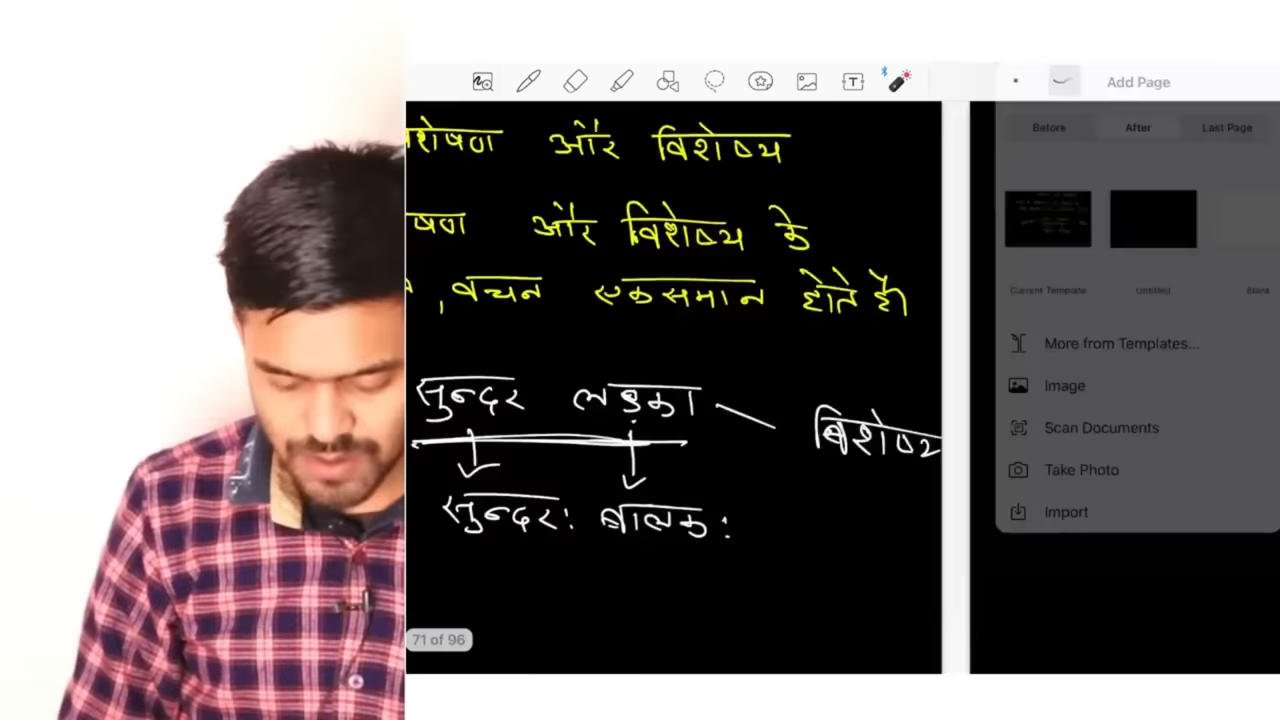 Add Page
Before After Last Page
शेषण और विशेष्य
षण और विशेष्य के
, वचन एकसमान होते है।
Current Template Untitled Blank
More from Templates...
Image
Scan Documents
Take Photo
Import
सुन्दर लड़का
विशेष्य
सुन्दर: बालक:
71 of 96